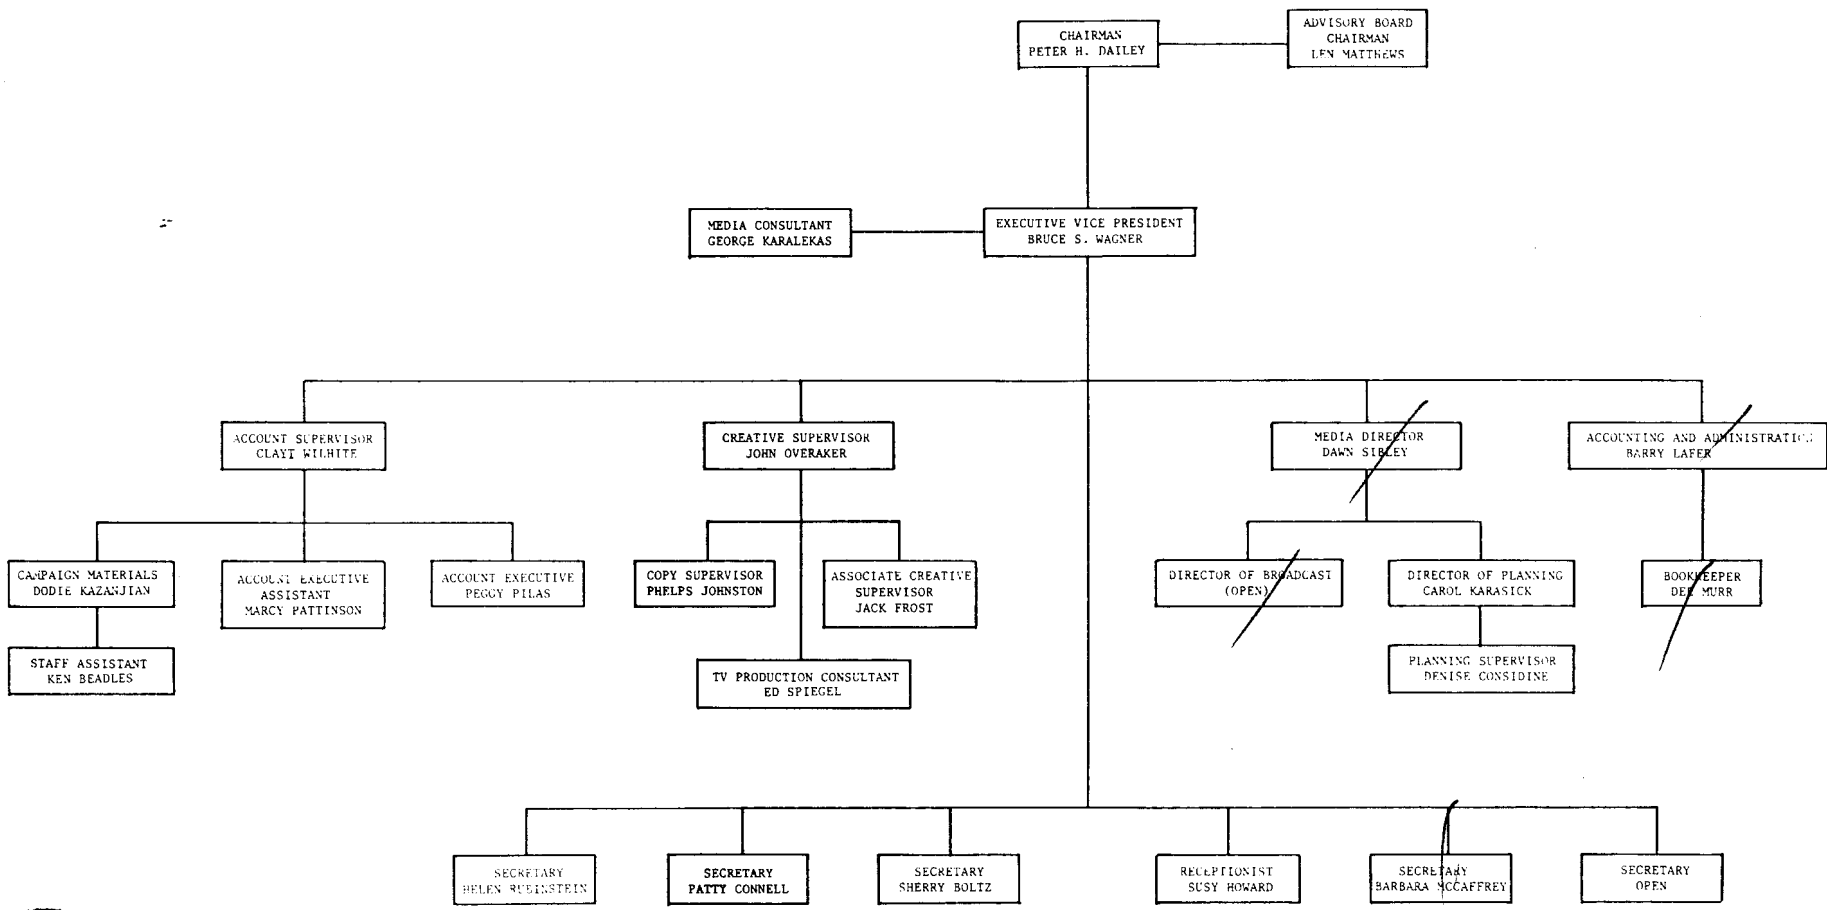 CHAIRMAN
PETER H. DAILEY
ADVISORY BOARD
CHAIRMAN
LEN MATTHEWS
MEDIA CONSULTANT
GEORGE KARALEKAS
EXECUTIVE VICE PRESIDENT
BRUCE S. WAGNER
ACCOUNT SUPERVISOR
CLAYT WILHITE
CREATIVE SUPERVISOR
JOHN OVERAKER
MEDIA DIRECTOR
DAWN SIBLEY
ACCOUNTING AND ADMINISTRATION
BARRY LAFER
CAMPAIGN MATERIALS
DODIE KAZANJIAN
ACCOUNT EXECUTIVE
ASSISTANT
MARCY PATTINSON
ACCOUNT EXECUTIVE
PEGGY PILAS
COPY SUPERVISOR
PHELPS JOHNSTON
ASSOCIATE CREATIVE
SUPERVISOR
JACK FROST
DIRECTOR OF BROADCAST
(OPEN)
DIRECTOR OF PLANNING
CAROL KARASICK
BOOKKEEPER
DEE MURR
STAFF ASSISTANT
KEN BEADLES
TV PRODUCTION CONSULTANT
ED SPIEGEL
PLANNING SUPERVISOR
DENISE CONSIDINE
SECRETARY
HELEN RUBINSTEIN
SECRETARY
PATTY CONNELL
SECRETARY
SHERRY BOLTZ
RECEPTIONIST
SUSY HOWARD
SECRETARY
BARBARA MCCAFFREY
SECRETARY
OPEN